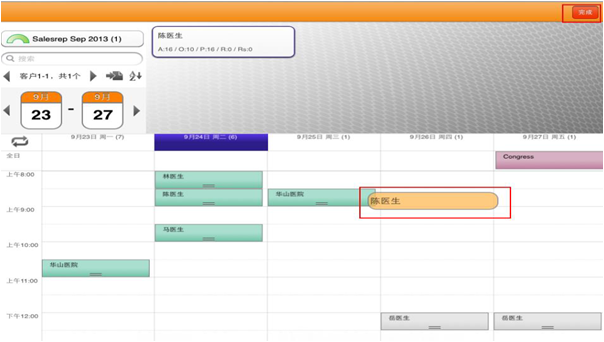 完成
Salesrep Sep 2013 (1)
陈医生
A:16 / O:10 / P:16 / R:0 / Rs:0
搜索
客户1-1，共1个
A Z
9月
23
-
9月
27
9月23日 周一 (7)
9月24日 周二 (6)
9月25日 周三 (1)
9月26日 周四 (1)
9月27日 周五 (1)
全日
Congress
上午8:00
林医生
陈医生
华山医院
陈医生
上午9:00
马医生
上午10:00
华山医院
上午11:00
下午12:00
岳医生
岳医生